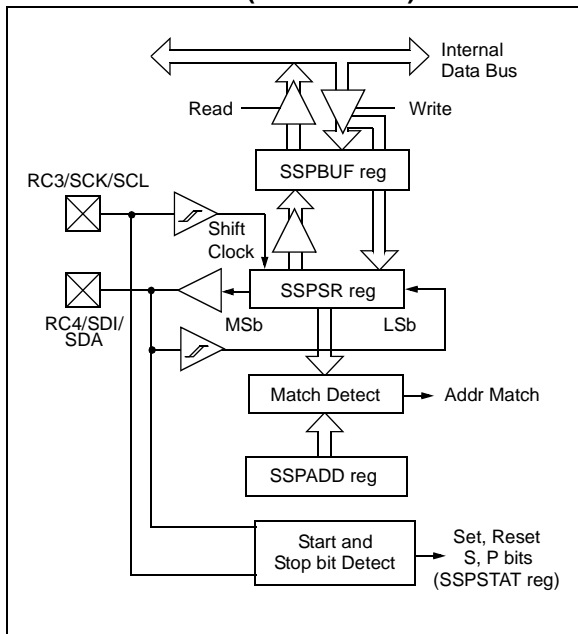 Internal
Data Bus
Read
Write
SSPBUF reg
RC3/SCK/SCL
Shift
Clock
SSPSR reg
MSb
LSb
RC4/SDI/
SDA
Match Detect
Addr Match
SSPADD reg
Start and
Stop bit Detect
Set, Reset
S, P bits
(SSPSTAT reg)